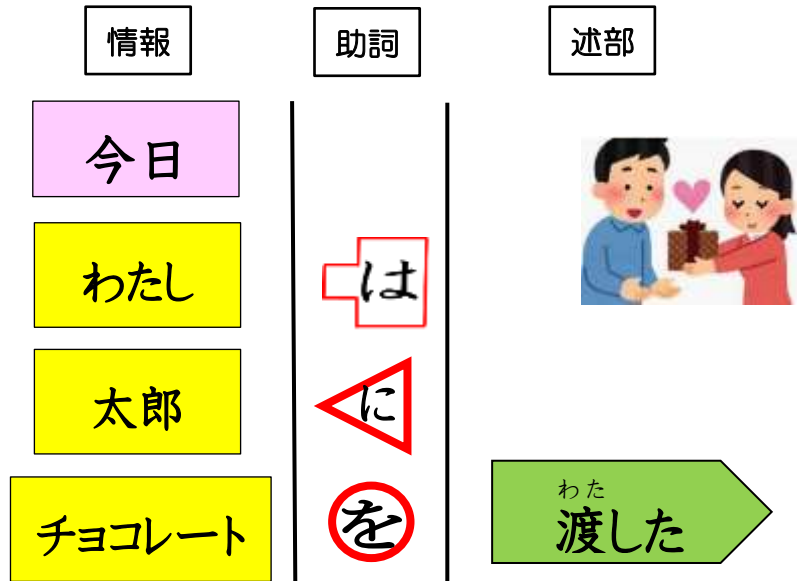 情報 助詞 述部
今日
わたし は
太郎 に
チョコレート を
わた
渡した